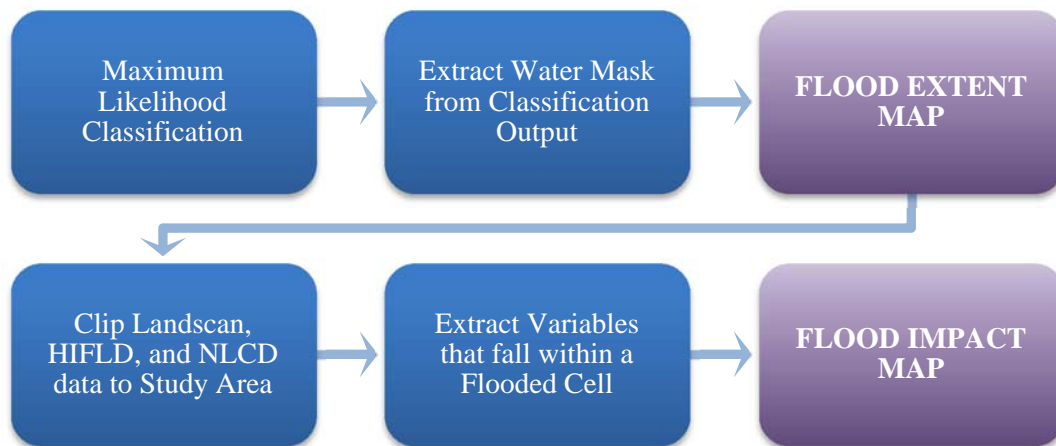 Maximum
Likelihood
Classification
Extract Water Mask
from Classification
Output
FLOOD EXTENT
MAP
Clip Landscan,
HIFLD, and NLCD
data to Study Area
Extract Variables
that fall within a
Flooded Cell
FLOOD IMPACT
MAP